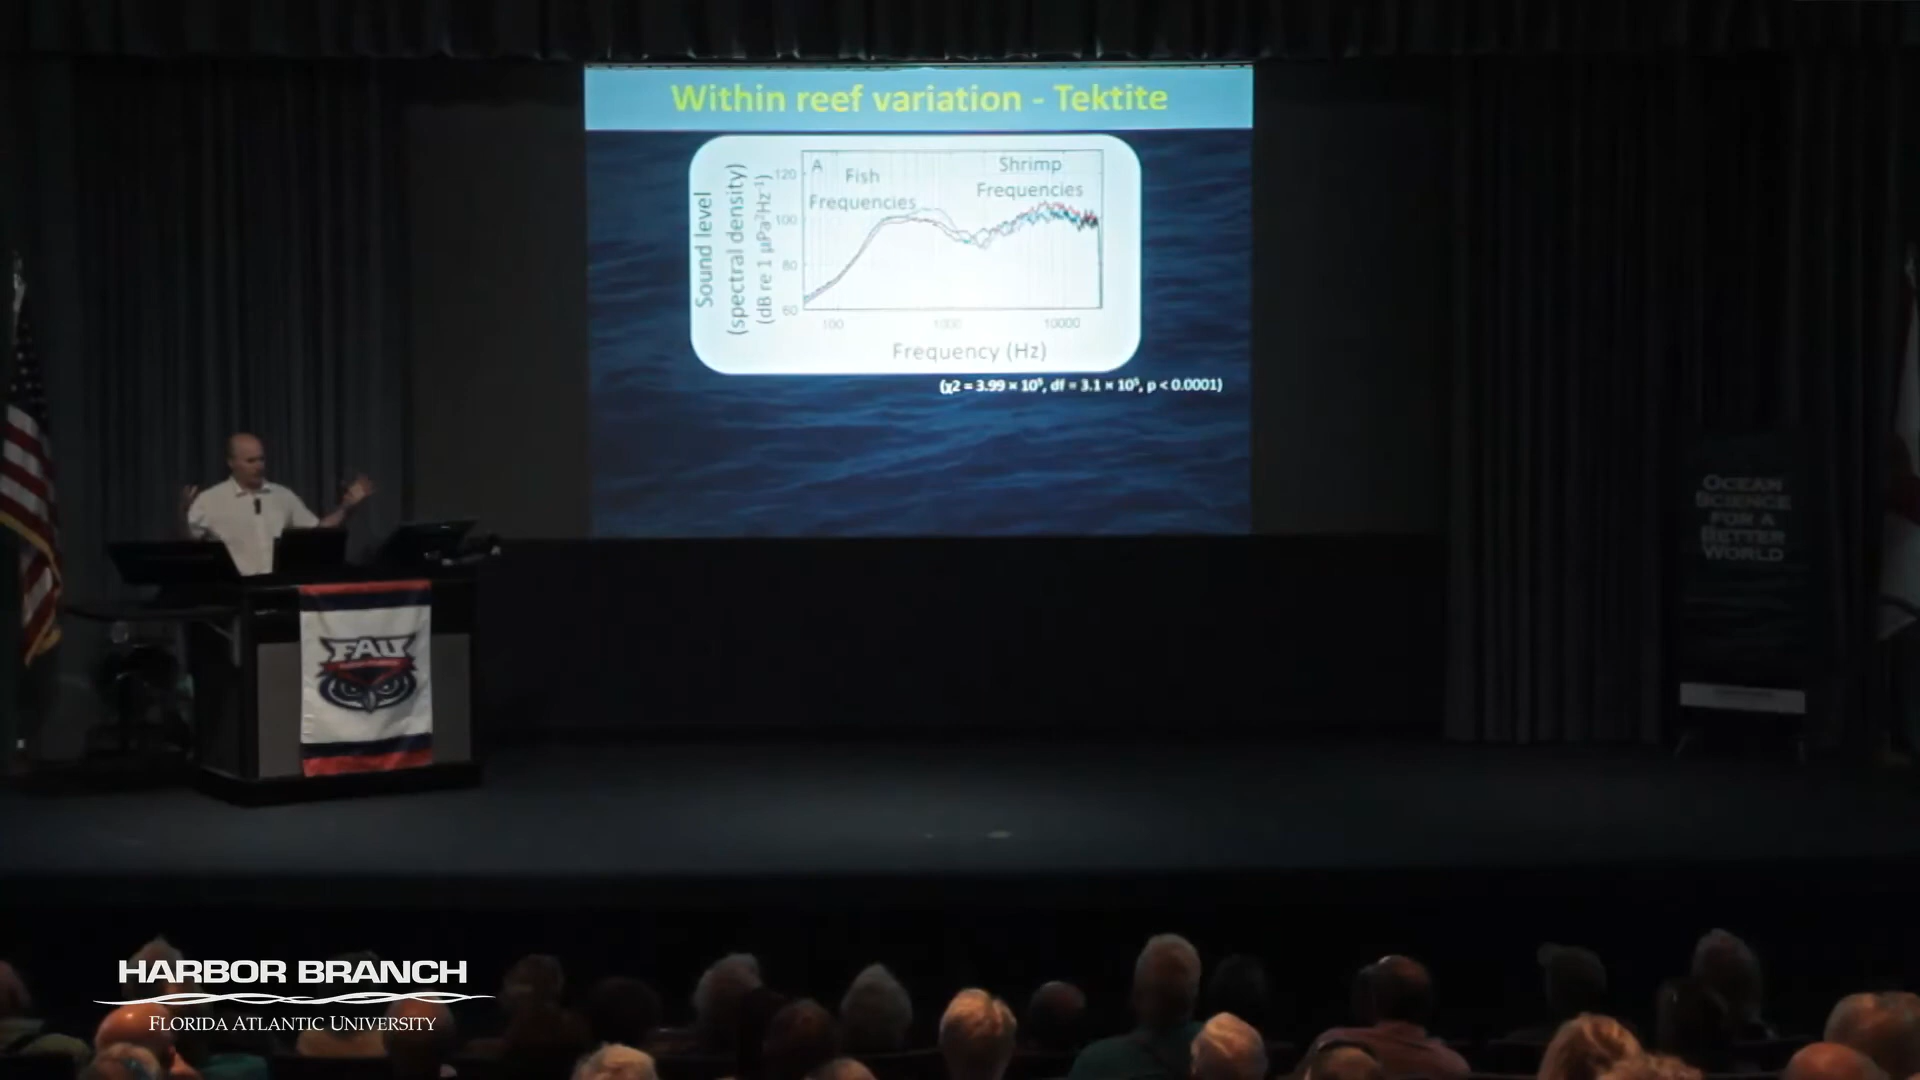 Within reef variation - Tektite
A
Fish
Frequencies
Shrimp
Frequencies
Sound level
(spectral density)
(dB re 1 µPa²Hz⁻¹)
120
100
80
60
100
1000
10000
Frequency (Hz)
(χ2 = 3.99 × 10⁵, df = 3.1 × 10⁵, p < 0.0001)
OCEAN
SCIENCE
FOR A
BETTER
WORLD
FAU
HARBOR BRANCH
FLORIDA ATLANTIC UNIVERSITY